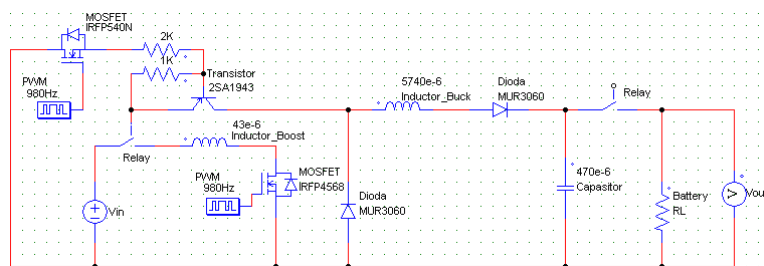 MOSFET
IRFP540N
2K
1K
Transistor
2SA1943
PWM
980Hz
5740e-6
Inductor_Buck
Dioda
MUR3060
Relay
43e-6
Inductor_Boost
Relay
MOSFET
IRFP4568
PWM
980Hz
470e-6
Capasitor
Battery
RL
V
Vou
Vin
Dioda
MUR3060